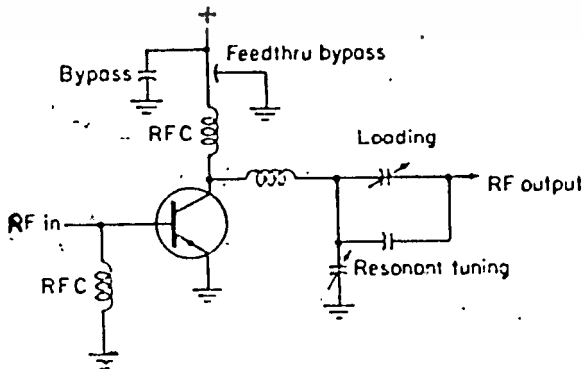 +
Feedthru bypass
Bypass
RFC
Loading
RF output
RF in
Resonant tuning
RFC